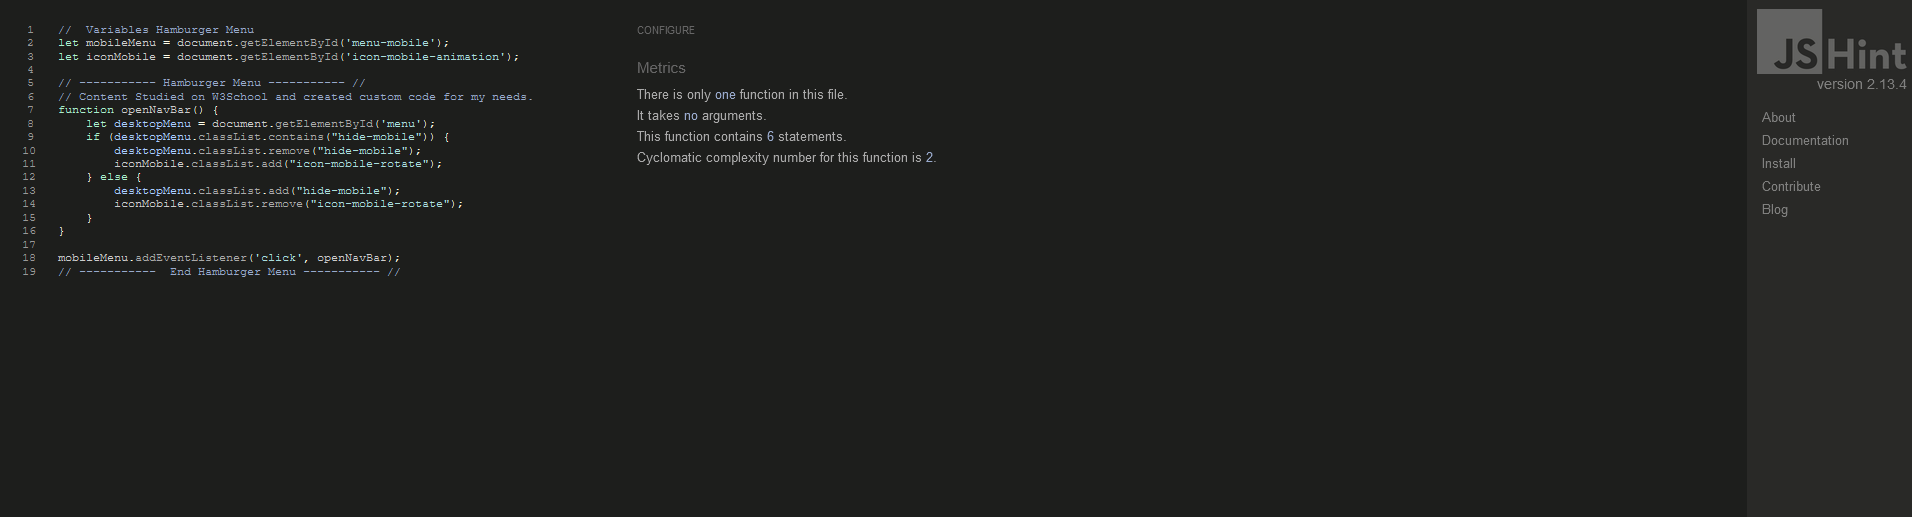 1 //  Variables Hamburger Menu
2 let mobileMenu = document.getElementById('menu-mobile');
3 let iconMobile = document.getElementById('icon-mobile-animation');
4
5 // ----------- Hamburger Menu ----------- //
6 // Content Studied on W3School and created custom code for my needs.
7 function openNavBar() {
8     let desktopMenu = document.getElementById('menu');
9     if (desktopMenu.classList.contains("hide-mobile")) {
10         desktopMenu.classList.remove("hide-mobile");
11         iconMobile.classList.add("icon-mobile-rotate");
12     } else {
13         desktopMenu.classList.add("hide-mobile");
14         iconMobile.classList.remove("icon-mobile-rotate");
15     }
16 }
17
18 mobileMenu.addEventListener('click', openNavBar);
19 // -----------  End Hamburger Menu ----------- //
CONFIGURE
Metrics
There is only one function in this file.
It takes no arguments.
This function contains 6 statements.
Cyclomatic complexity number for this function is 2.
JSHint
version 2.13.4
About
Documentation
Install
Contribute
Blog